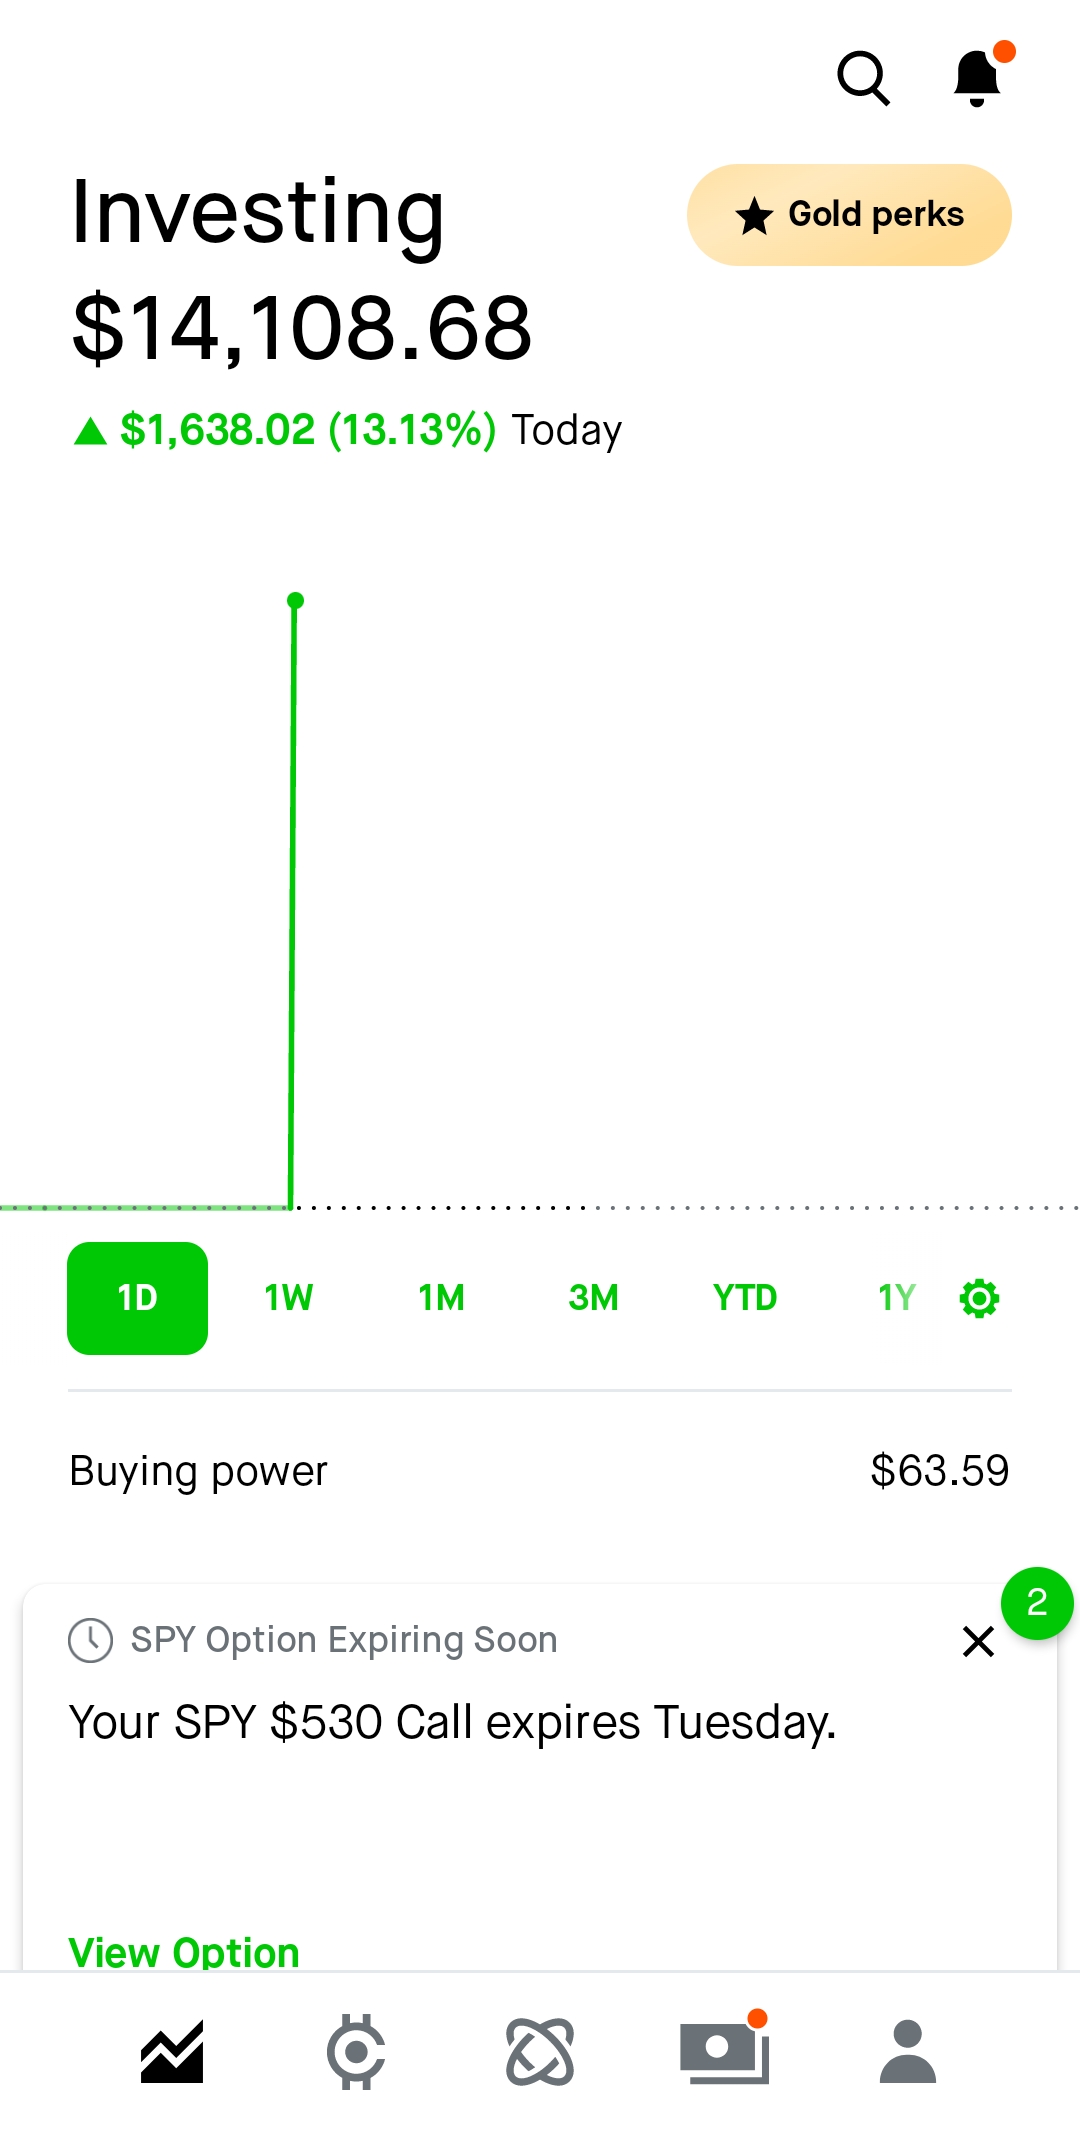 Investing
Gold perks
$14,108.68
▲ $1,638.02 (13.13%) Today
1D 1W 1M 3M YTD 1Y
Buying power $63.59
2
SPY Option Expiring Soon
Your SPY $530 Call expires Tuesday.
View Option